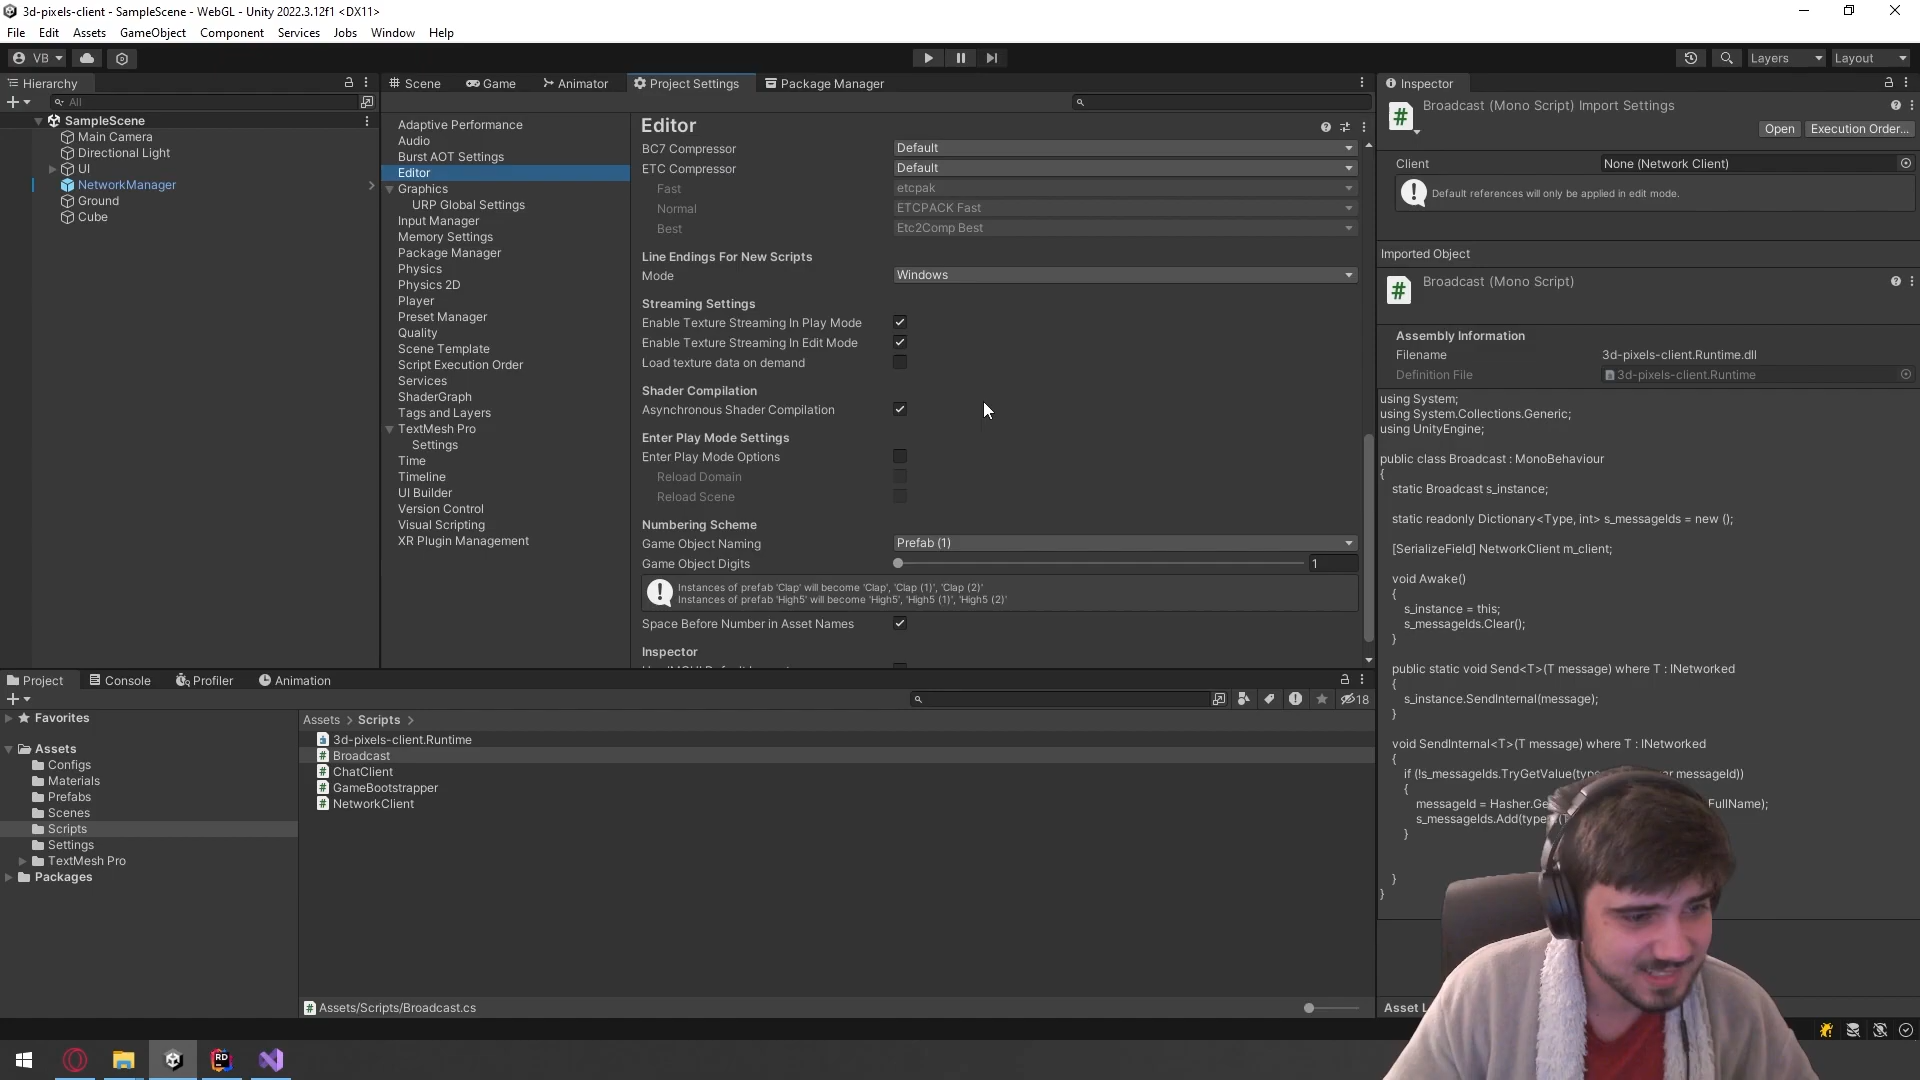 3d-pixels-client - SampleScene - WebGL - Unity 2022.3.12f1 <DX11>
File Edit Assets GameObject Component Services Jobs Window Help
VB Layers Layout
Hierarchy
All
SampleScene
Main Camera
Directional Light
UI
NetworkManager
Ground
Cube
Scene Game Animator Project Settings Package Manager
Adaptive Performance
Audio
Burst AOT Settings
Editor
Graphics
URP Global Settings
Input Manager
Memory Settings
Package Manager
Physics
Physics 2D
Player
Preset Manager
Quality
Scene Template
Script Execution Order
Services
ShaderGraph
Tags and Layers
TextMesh Pro
Settings
Time
Timeline
UI Builder
Version Control
Visual Scripting
XR Plugin Management
Editor
BC7 Compressor Default
ETC Compressor Default
Fast etcpak
Normal ETCPACK Fast
Best Etc2Comp Best
Line Endings For New Scripts
Mode Windows
Streaming Settings
Enable Texture Streaming In Play Mode
Enable Texture Streaming In Edit Mode
Load texture data on demand
Shader Compilation
Asynchronous Shader Compilation
Enter Play Mode Settings
Enter Play Mode Options
Reload Domain
Reload Scene
Numbering Scheme
Game Object Naming Prefab (1)
Game Object Digits 1
Instances of prefab 'Clap' will become 'Clap', 'Clap (1)', 'Clap (2)'
Instances of prefab 'High5' will become 'High5', 'High5 (1)', 'High5 (2)'
Space Before Number in Asset Names
Inspector
Inspector
Broadcast (Mono Script) Import Settings
Open Execution Order...
Client None (Network Client)
Default references will only be applied in edit mode.
Imported Object
Broadcast (Mono Script)
Assembly Information
Filename 3d-pixels-client.Runtime.dll
Definition File 3d-pixels-client.Runtime
using System;
using System.Collections.Generic;
using UnityEngine;
public class Broadcast : MonoBehaviour
{
static Broadcast s_instance;
static readonly Dictionary<Type, int> s_messageIds = new ();
[SerializeField] NetworkClient m_client;
void Awake()
{
s_instance = this;
s_messageIds.Clear();
}
public static void Send<T>(T message) where T : INetworked
{
s_instance.SendInternal(message);
}
void SendInternal<T>(T message) where T : INetworked
{
if (!s_messageIds.TryGetValue( messageId))
{
messageId = FullName);
s_messageIds.Add(
}
}
}
Asset
Project Console Profiler Animation
18
Favorites
Assets
Configs
Materials
Prefabs
Scenes
Scripts
Settings
TextMesh Pro
Packages
Assets > Scripts >
3d-pixels-client.Runtime
Broadcast
ChatClient
GameBootstrapper
NetworkClient
Assets/Scripts/Broadcast.cs
RD